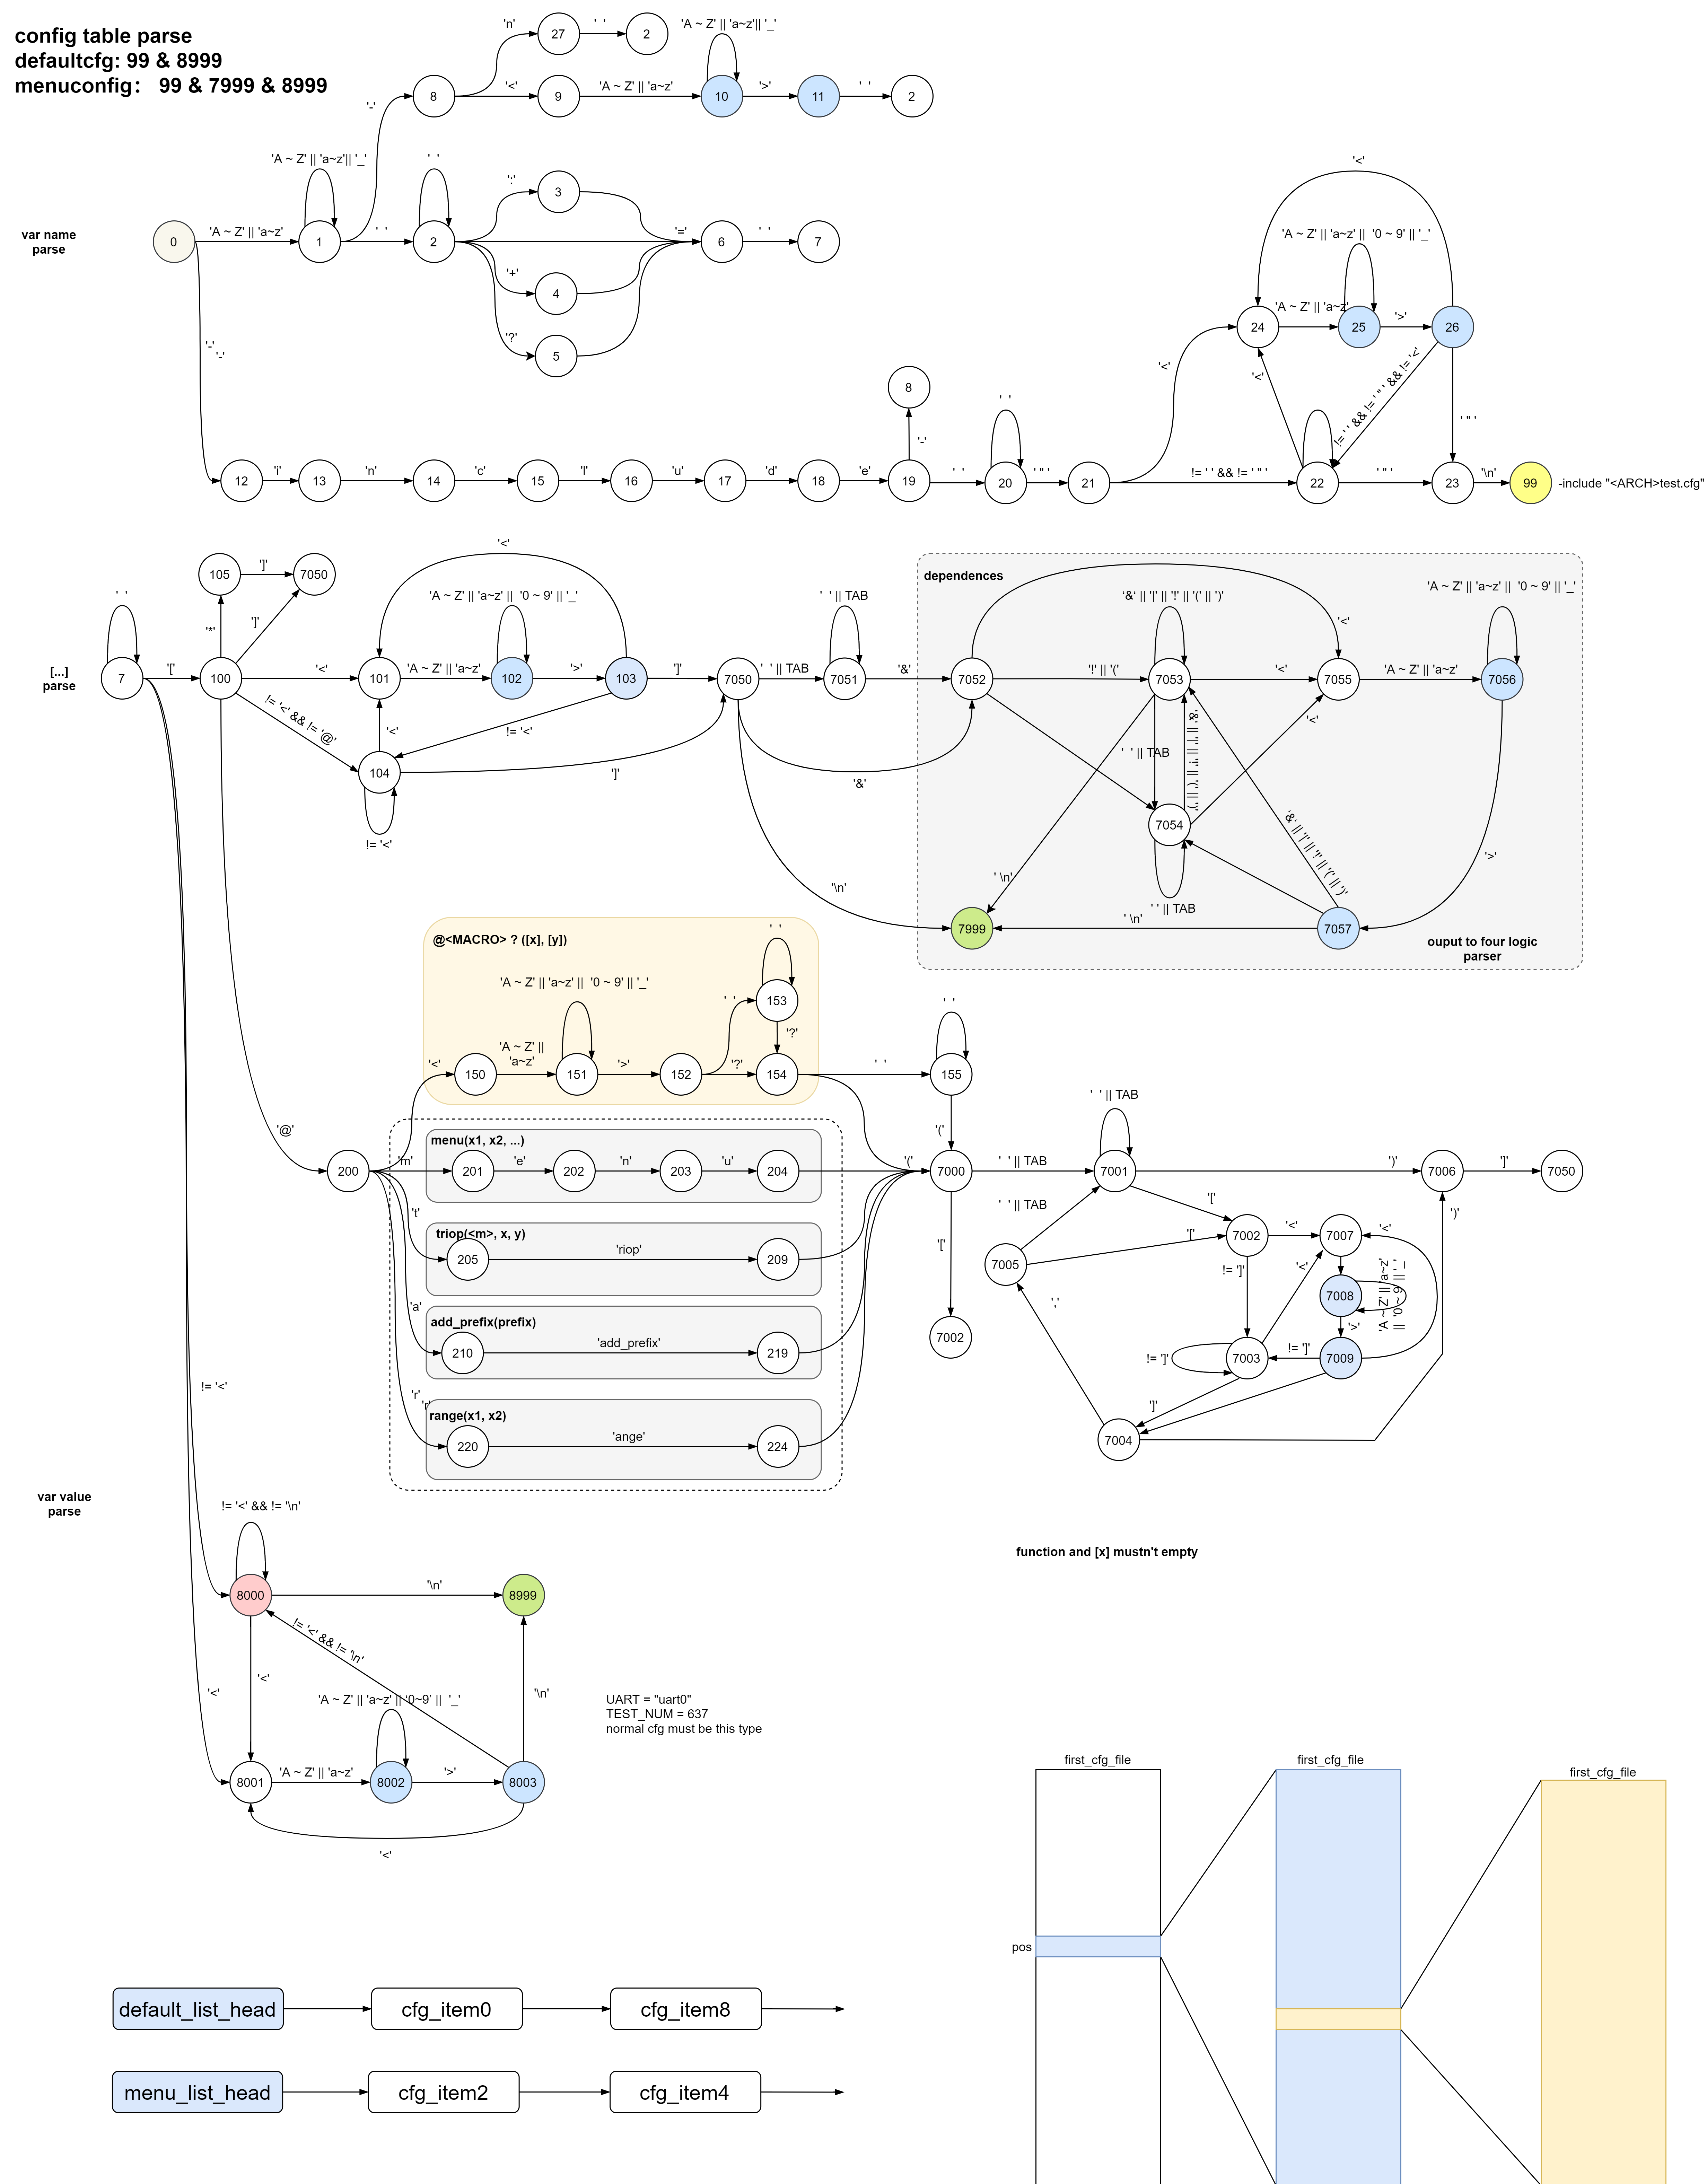 config table parse
defaultcfg: 99 & 8999
menuconfig: 99 & 7999 & 8999
'n'
27
' '
2
'A ~ Z' || 'a~z'|| '_'
'-'
8
'<'
9
'A ~ Z' || 'a~z'
10
'>'
11
' '
2
'A ~ Z' || 'a~z'|| '_'
' '
':'
3
var name
parse
0
'A ~ Z' || 'a~z'
1
' '
2
'='
6
' '
7
'+'
4
'?'
5
'-'
'-'
'<'
'A ~ Z' || 'a~z' || '0 ~ 9' || '_'
24
'A ~ Z' || 'a~z'
25
'>'
26
'<'
'<'
!= ' ' && != ' " ' && != '<'
' " '
8
'-'
' '
12
'i'
13
'n'
14
'c'
15
'l'
16
'u'
17
'd'
18
'e'
19
' '
20
' " '
21
!= ' ' && != ' " '
22
' " '
23
'\n'
99
-include "<ARCH>test.cfg"
105
']'
7050
'<'
' '
'*'
']'
'A ~ Z' || 'a~z' || '0 ~ 9' || '_'
' ' || TAB
[...]
parse
7
'['
100
'<'
101
'A ~ Z' || 'a~z'
102
'>'
103
']'
7050
' ' || TAB
7051
'&'
!= '<' && != '@'
'<'
!= '<'
104
']'
!= '<'
'&'
'\n'
dependences
'&' || '|' || '!' || '(' || ')'
'A ~ Z' || 'a~z' || '0 ~ 9' || '_'
'<'
7052
'!' || '('
7053
'<'
7055
'A ~ Z' || 'a~z'
7056
' ' || TAB
'&' || '|' || '!' || '(' || ')'
'<'
7054
'&' || '|' || '!' || '(' || ')'
'>'
' \n'
' ' || TAB
7999
' \n'
7057
ouput to four logic
parser
@<MACRO> ? ([x], [y])
' '
'A ~ Z' || 'a~z' || '0 ~ 9' || '_'
' '
153
'?'
' '
'<'
150
'A ~ Z' ||
'a~z'
151
'>'
152
'?'
154
' '
155
'@'
'('
200
menu(x1, x2, ...)
'm'
201
'e'
202
'n'
203
'u'
204
'('
7000
' ' || TAB
' ' || TAB
7001
')'
7006
']'
7050
't'
triop(<m>, x, y)
205
'riop'
209
'a'
add_prefix(prefix)
210
'add_prefix'
219
'r'
'r'
range(x1, x2)
220
'ange'
224
'['
7002
' ' || TAB
'['
7005
'['
7002
'<'
7007
'<'
')'
!= ']'
'<'
7008
'A ~ Z' || 'a~z'
|| '0 ~ 9' || '_'
'>'
','
!= ']'
7003
!= ']'
7009
']'
7004
!= '<'
var value
parse
!= '<' && != '\n'
8000
'\n'
8999
function and [x] mustn't empty
!= '<' && != '\n'
'<'
'<'
'A ~ Z' || 'a~z' || '0~9' || '_'
'\n'
UART = "uart0"
TEST_NUM = 637
normal cfg must be this type
8001
'A ~ Z' || 'a~z'
8002
'>'
8003
'<'
first_cfg_file
first_cfg_file
first_cfg_file
pos
default_list_head
cfg_item0
cfg_item8
menu_list_head
cfg_item2
cfg_item4